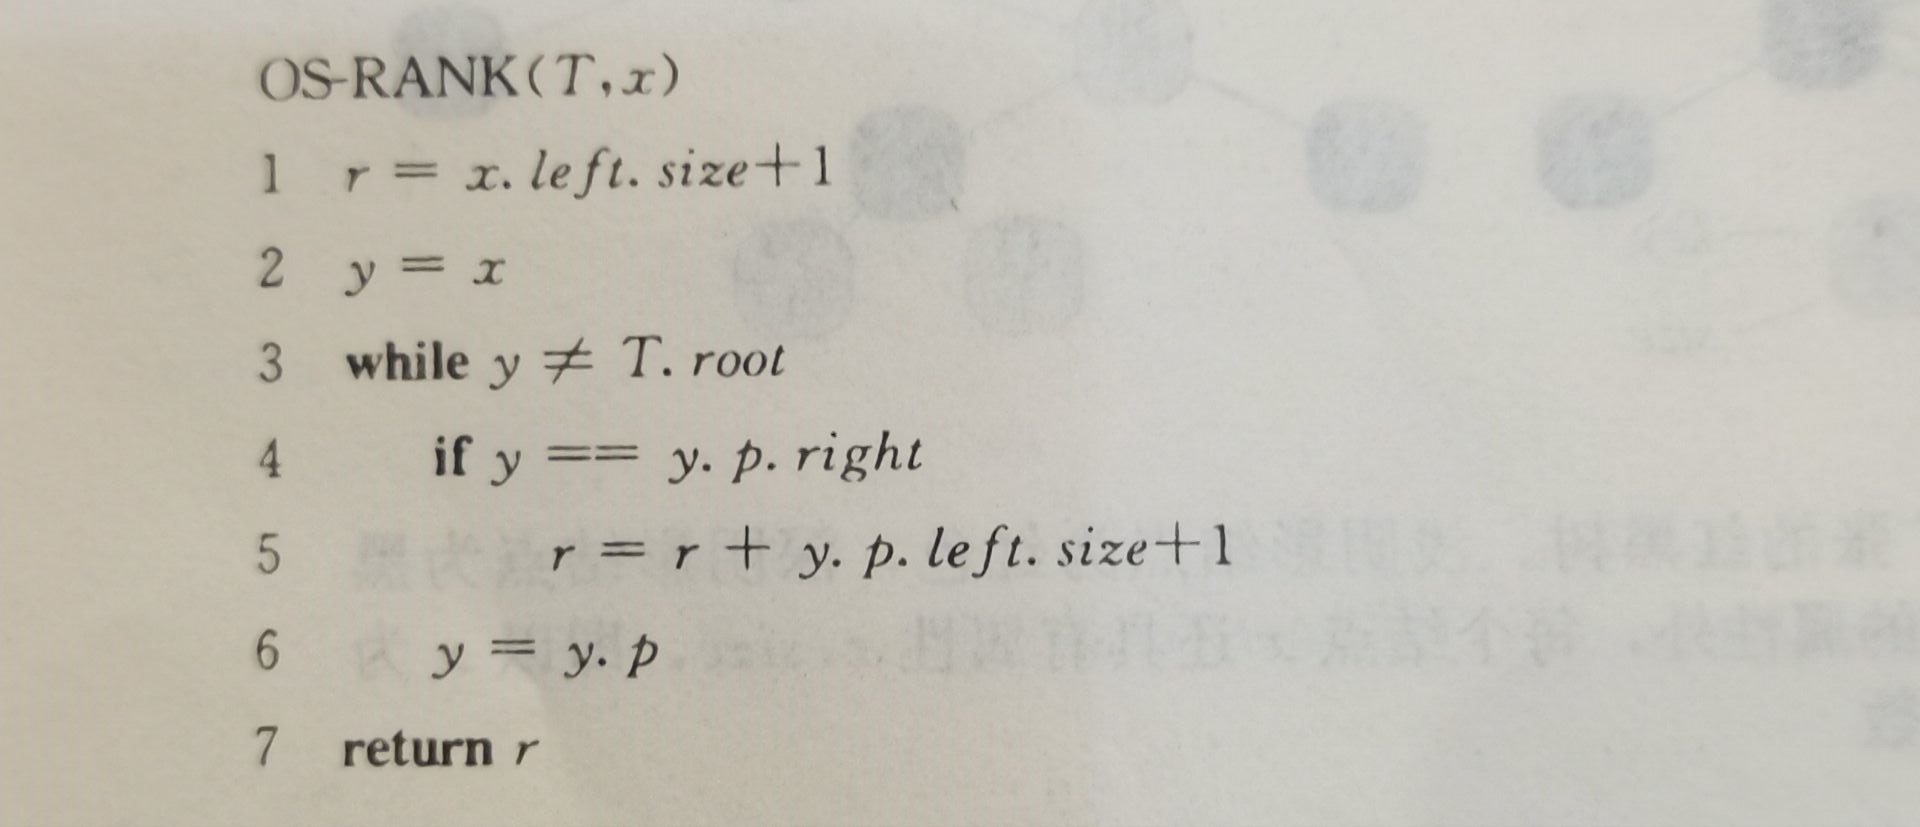 OS-RANK(T,x)
1 r = x. left. size+1
2 y = x
3 while y ≠ T. root
4 if y == y. p. right
5 r = r + y. p. left. size+1
6 y = y. p
7 return r